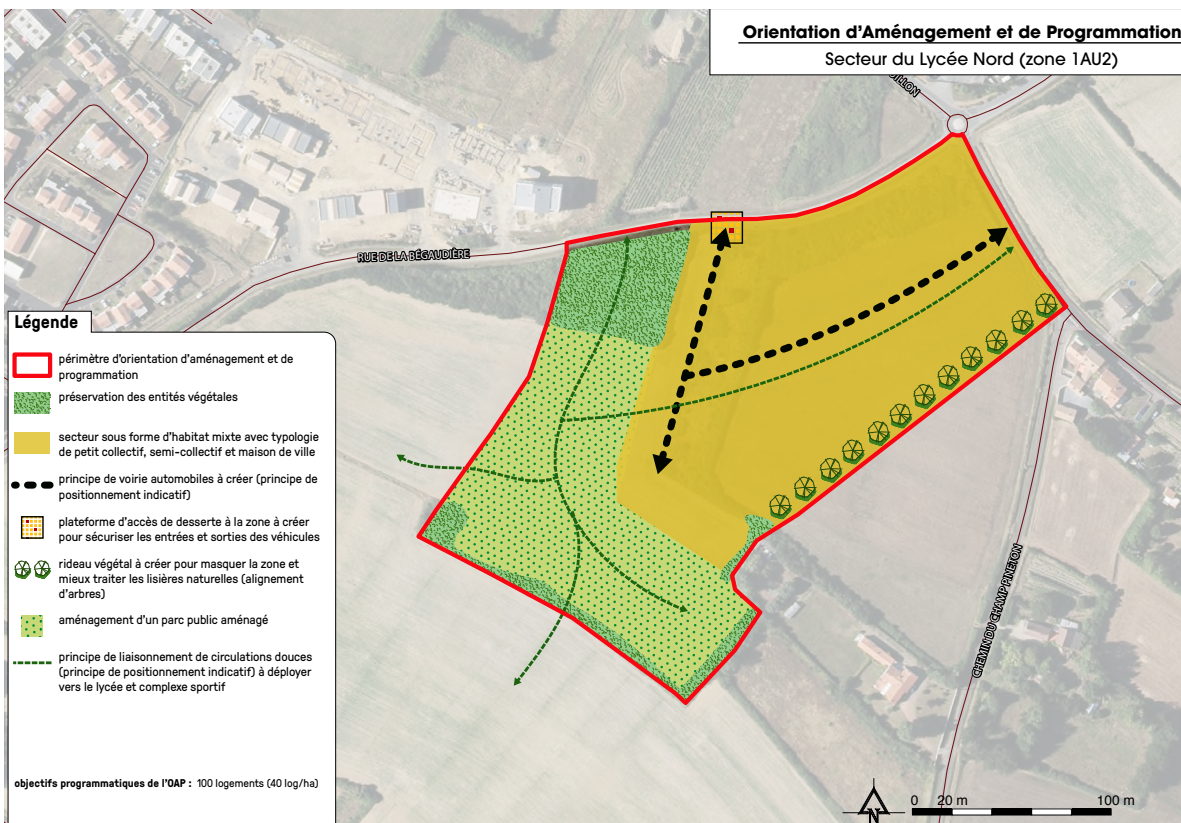 Orientation d'Aménagement et de Programmation
Secteur du Lycée Nord (zone 1AU2)
RUE DE LA BÉGAUDIÈRE
CHEMIN DU CHAMP PINETON
Légende
périmètre d'orientation d'aménagement et de
programmation
préservation des entités végétales
secteur sous forme d'habitat mixte avec typologie
de petit collectif, semi-collectif et maison de ville
principe de voirie automobiles à créer (principe de
positionnement indicatif)
plateforme d'accès de desserte à la zone à créer
pour sécuriser les entrées et sorties des véhicules
rideau végétal à créer pour masquer la zone et
mieux traiter les lisières naturelles (alignement
d'arbres)
aménagement d'un parc public aménagé
principe de liaisonnement de circulations douces
(principe de positionnement indicatif) à déployer
vers le lycée et complexe sportif
objectifs programmatiques de l'OAP : 100 logements (40 log/ha)
N
0 20 m 100 m